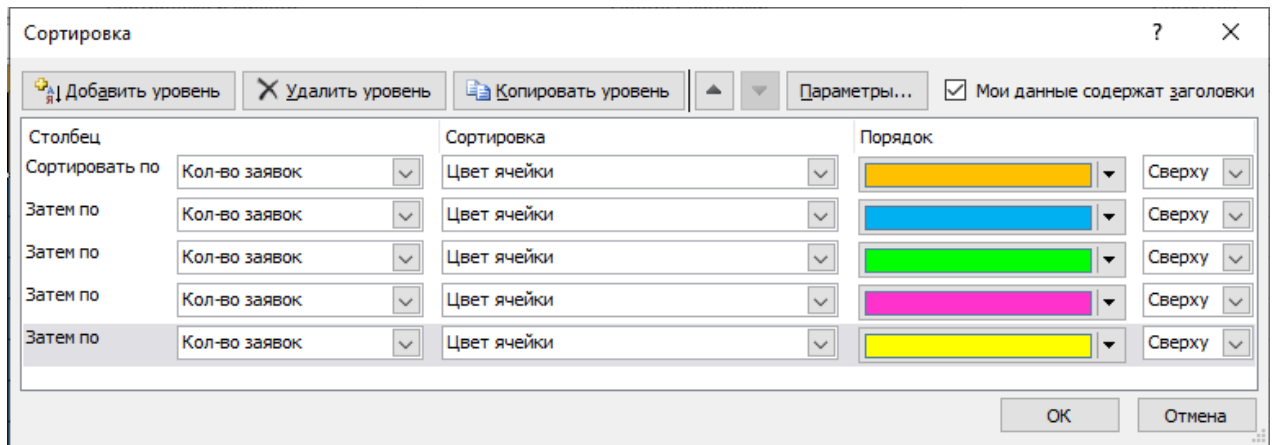 Сортировка ?
Добавить уровень Удалить уровень Копировать уровень Параметры... Мои данные содержат заголовки
Столбец Сортировка Порядок
Сортировать по Кол-во заявок Цвет ячейки Сверху
Затем по Кол-во заявок Цвет ячейки Сверху
Затем по Кол-во заявок Цвет ячейки Сверху
Затем по Кол-во заявок Цвет ячейки Сверху
Затем по Кол-во заявок Цвет ячейки Сверху
ОК Отмена